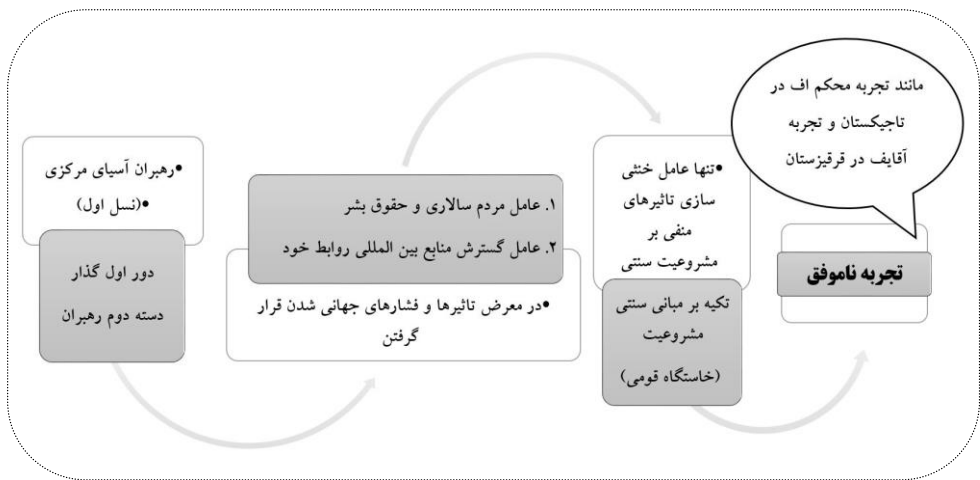 •رهبران آسیای مرکزی
•(نسل اول)
دور اول گذار
دسته دوم رهبران
۱. عامل مردم سالاری و حقوق بشر
۲. عامل گسترش منابع بین المللی روابط خود
•در معرض تاثیرها و فشارهای جهانی شدن قرار
گرفتن
•تنها عامل خنثی
سازی تاثیرهای
منفی بر
مشروعیت سنتی
تکیه بر مبانی سنتی
مشروعیت
(خاستگاه قومی)
مانند تجربه محکم اف در
تاجیکستان و تجربه
آقایف در قرقیزستان
تجربه ناموفق